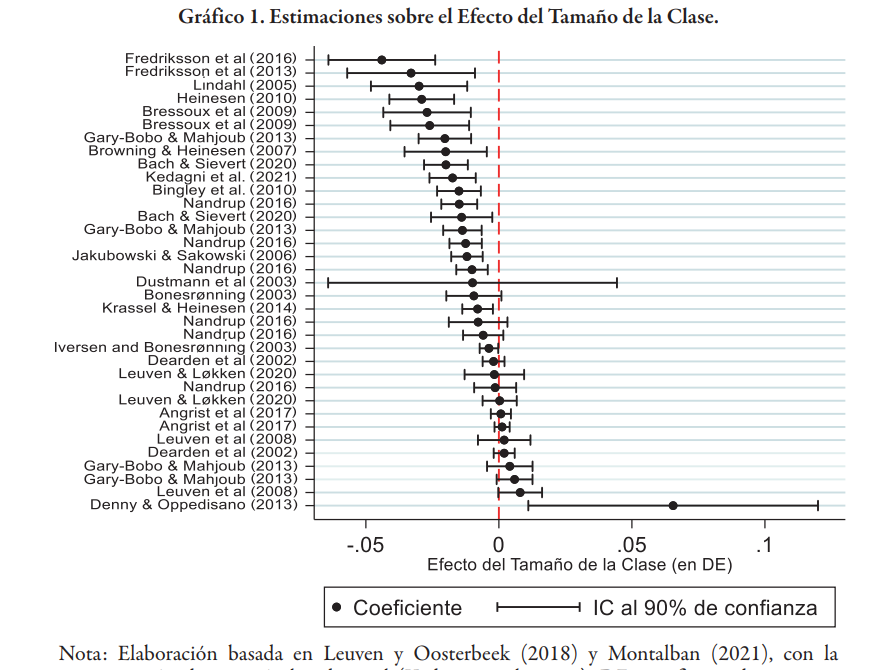 Gráfico 1. Estimaciones sobre el Efecto del Tamaño de la Clase.
Fredriksson et al (2016)
Fredriksson et al (2013)
Lindahl (2005)
Heinesen (2010)
Bressoux et al (2009)
Bressoux et al (2009)
Gary-Bobo & Mahjoub (2013)
Browning & Heinesen (2007)
Bach & Sievert (2020)
Kedagni et al. (2021)
Bingley et al. (2010)
Nandrup (2016)
Bach & Sievert (2020)
Gary-Bobo & Mahjoub (2013)
Nandrup (2016)
Jakubowski & Sakowski (2006)
Nandrup (2016)
Dustmann et al (2003)
Bonesrønning (2003)
Krassel & Heinesen (2014)
Nandrup (2016)
Nandrup (2016)
Iversen and Bonesrønning (2003)
Dearden et al (2002)
Leuven & Løkken (2020)
Nandrup (2016)
Leuven & Løkken (2020)
Angrist et al (2017)
Angrist et al (2017)
Leuven et al (2008)
Dearden et al (2002)
Gary-Bobo & Mahjoub (2013)
Gary-Bobo & Mahjoub (2013)
Leuven et al (2008)
Denny & Oppedisano (2013)
-.05 0 .05 .1
Efecto del Tamaño de la Clase (en DE)
Coeficiente IC al 90% de confianza
Nota: Elaboración basada en Leuven y Oosterbeek (2018) y Montalban (2021), con la